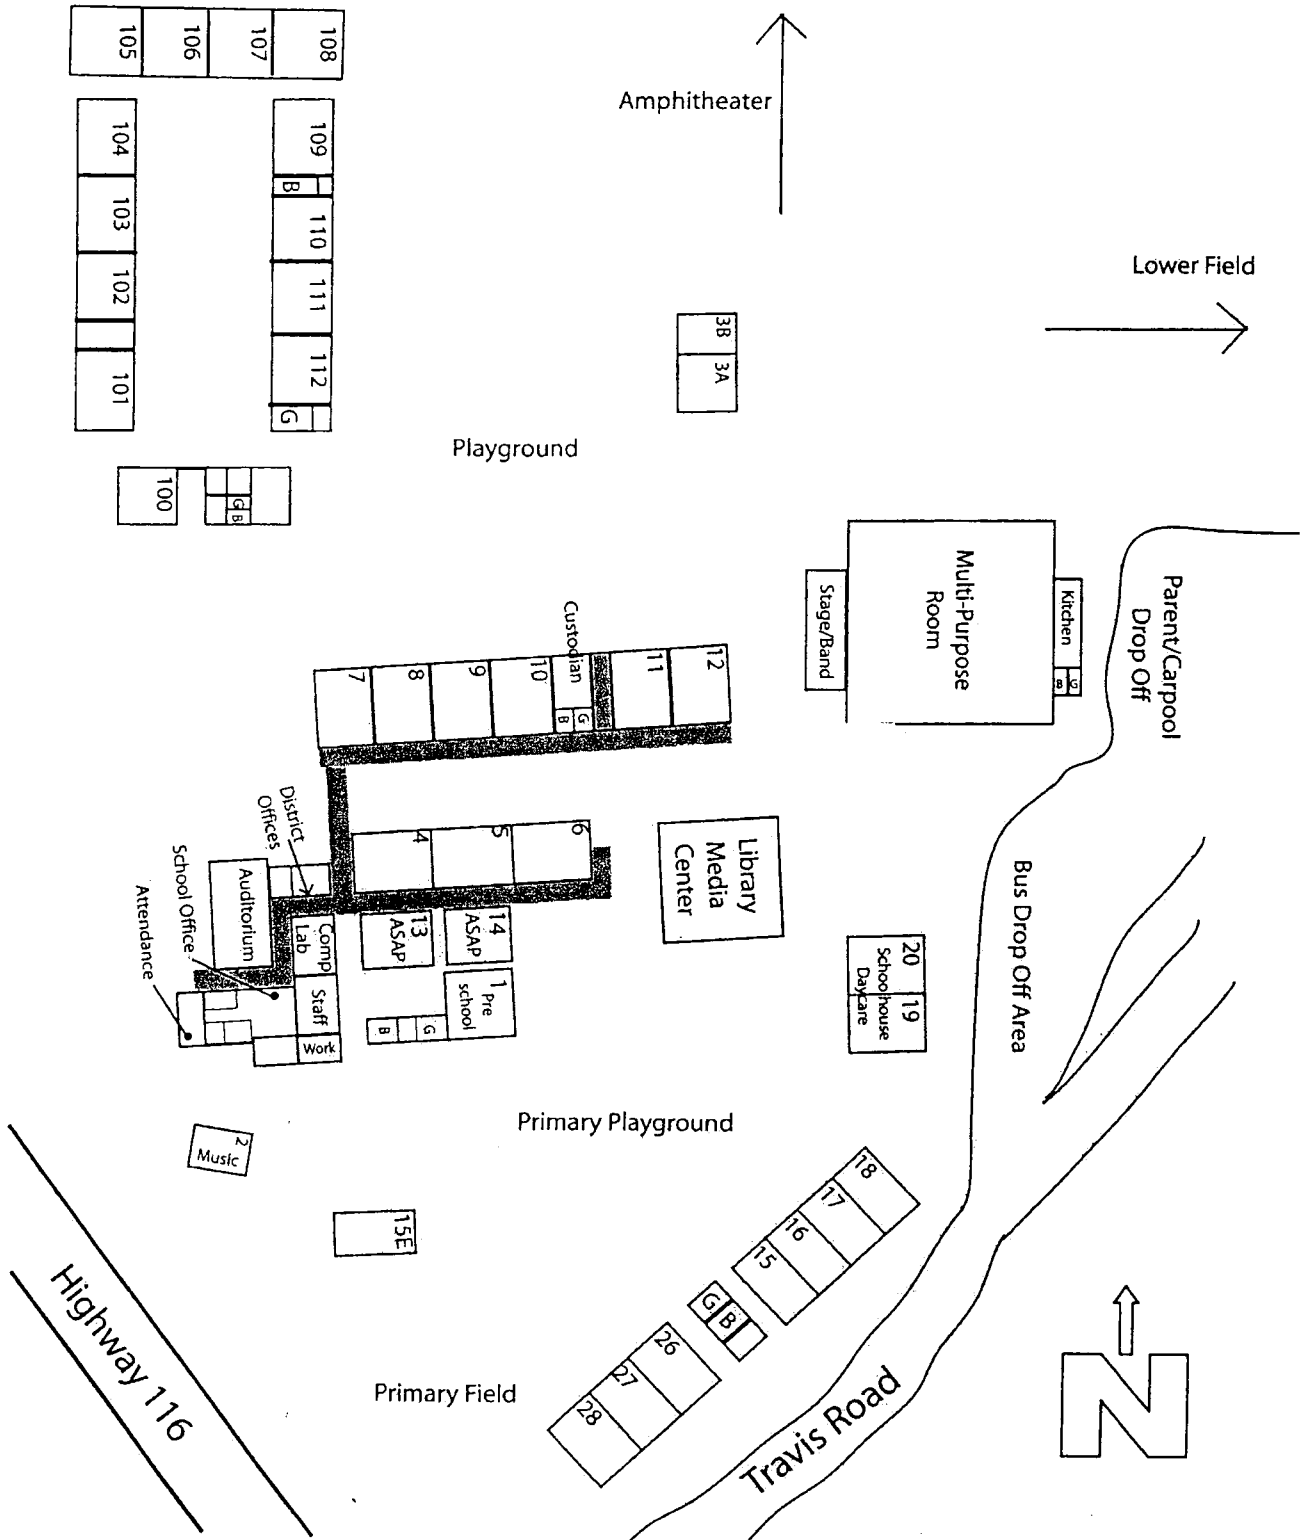 105
106
107
108
104
103
102
101
109
B
110
111
112
G
100
G
B
Amphitheater
Lower Field
3B
3A
Playground
Multi-Purpose
Room
Stage/Band
Kitchen
B
G
Parent/Carpool
Drop Off
Custodian
7
8
9
10
B
G
11
12
4
5
6
District
Offices
School Office
Attendance
Auditorium
Comp
Lab
Staff
Work
13
ASAP
14
ASAP
1 Pre
school
B
G
Library
Media
Center
20
19
Schoolhouse
Daycare
Bus Drop Off Area
Primary Playground
2
Music
15E
18
17
16
15
G
B
26
27
28
Primary Field
Highway 116
Travis Road
N